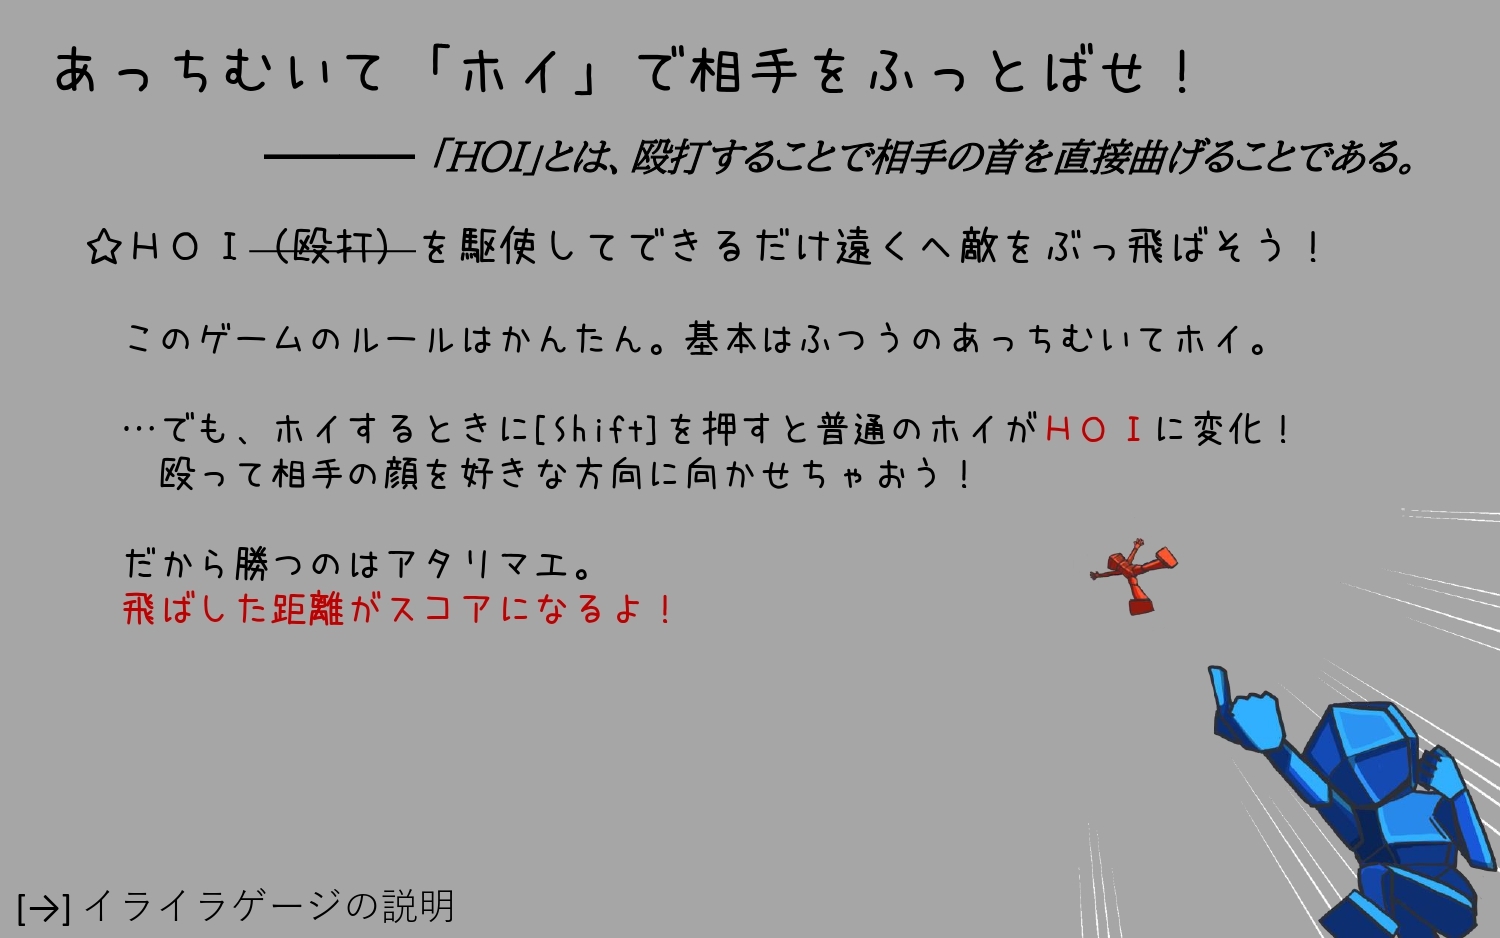 あっちむいて「ホイ」で相手をふっとばせ！
「HOI」とは、殴打することで相手の首を直接曲げることである。
☆ＨＯＩ（殴打）を駆使してできるだけ遠くへ敵をぶっ飛ばそう！
このゲームのルールはかんたん。基本はふつうのあっちむいてホイ。
…でも、ホイするときに[Shift]を押すと普通のホイがＨＯＩに変化！
殴って相手の顔を好きな方向に向かせちゃおう！
だから勝つのはアタリマエ。
飛ばした距離がスコアになるよ！
[→] イライラゲージの説明